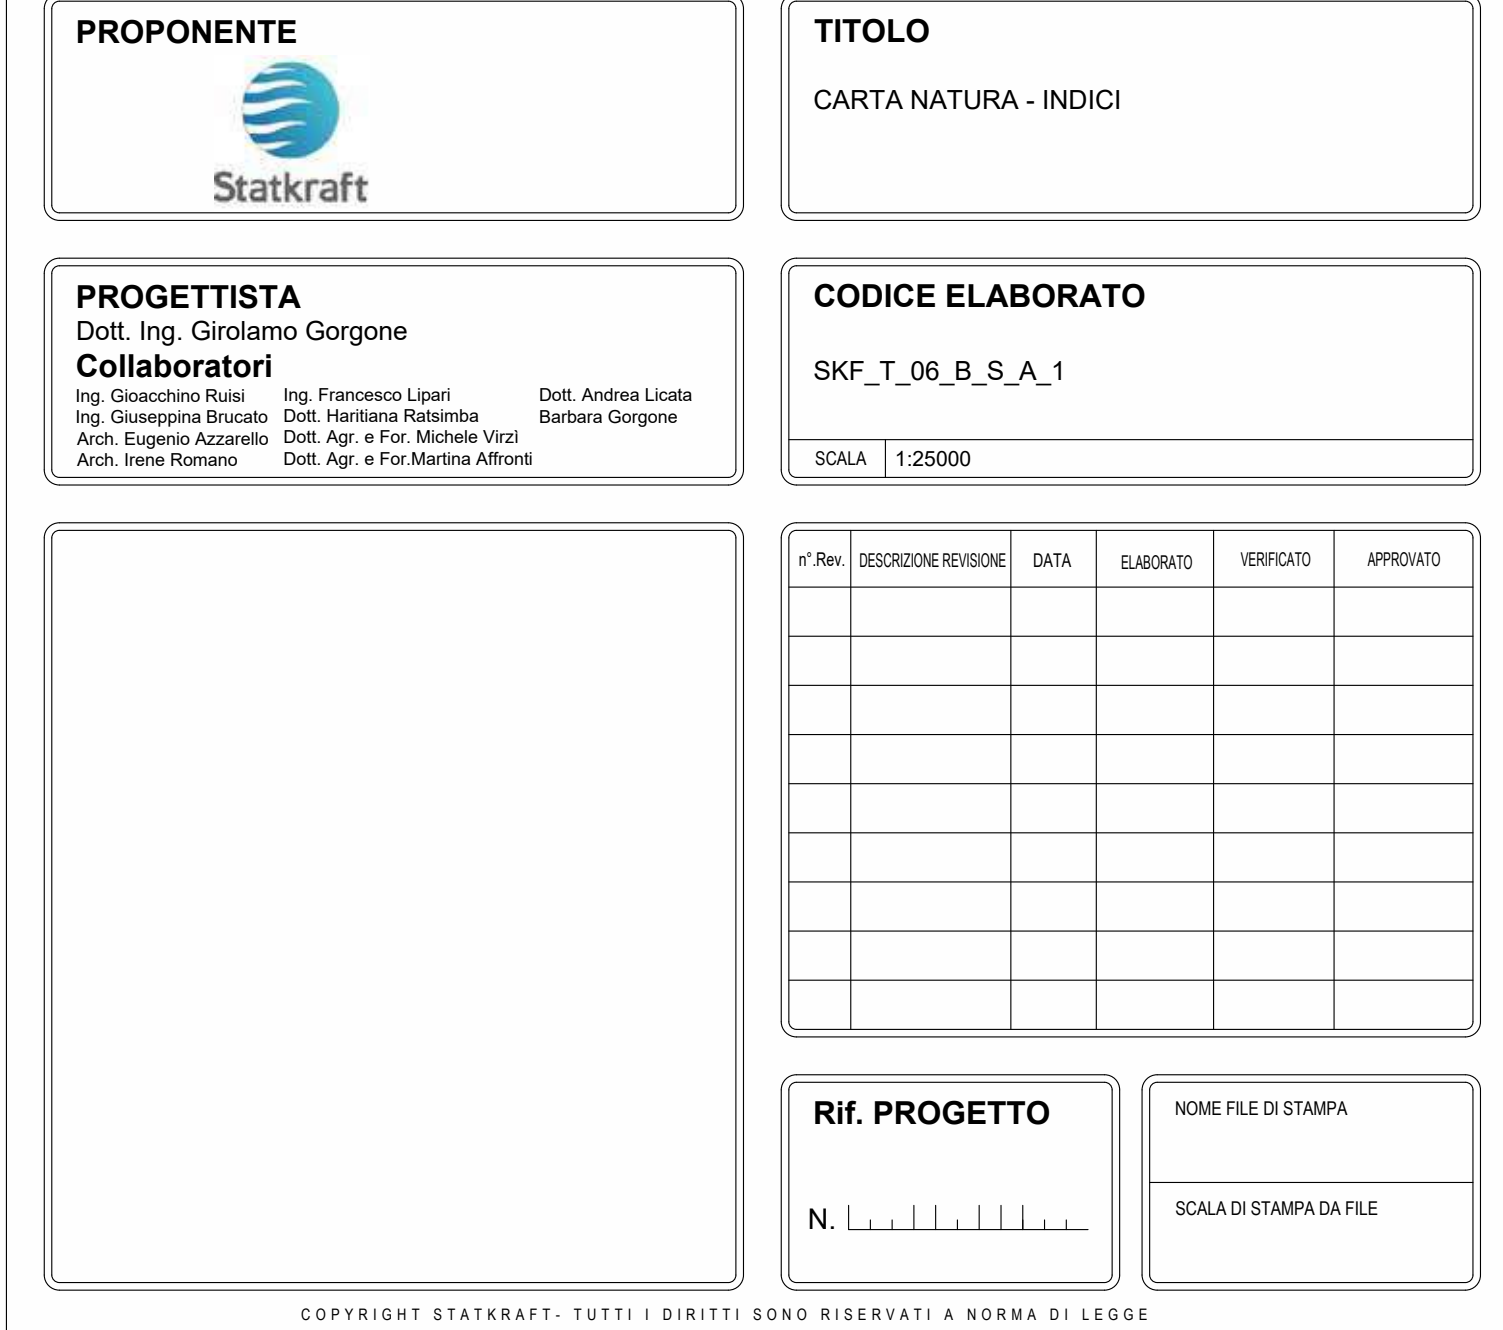 PROPONENTE
Statkraft
TITOLO
CARTA NATURA - INDICI
PROGETTISTA
Dott. Ing. Girolamo Gorgone
Collaboratori
Ing. Gioacchino Ruisi
Ing. Giuseppina Brucato
Arch. Eugenio Azzarello
Arch. Irene Romano
Ing. Francesco Lipari
Dott. Haritiana Ratsimba
Dott. Agr. e For. Michele Virzì
Dott. Agr. e For.Martina Affronti
Dott. Andrea Licata
Barbara Gorgone
CODICE ELABORATO
SKF_T_06_B_S_A_1
SCALA 1:25000
n°.Rev. DESCRIZIONE REVISIONE DATA ELABORATO VERIFICATO APPROVATO
Rif. PROGETTO
N.
NOME FILE DI STAMPA
SCALA DI STAMPA DA FILE
COPYRIGHT STATKRAFT- TUTTI I DIRITTI SONO RISERVATI A NORMA DI LEGGE